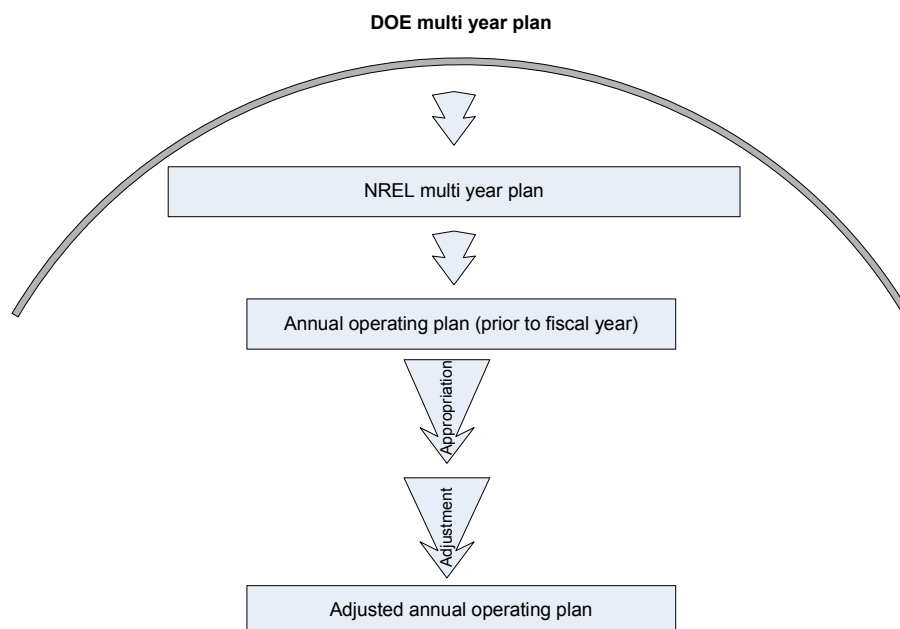 DOE multi year plan
NREL multi year plan
Annual operating plan (prior to fiscal year)
Appropriation
Adjustment
Adjusted annual operating plan